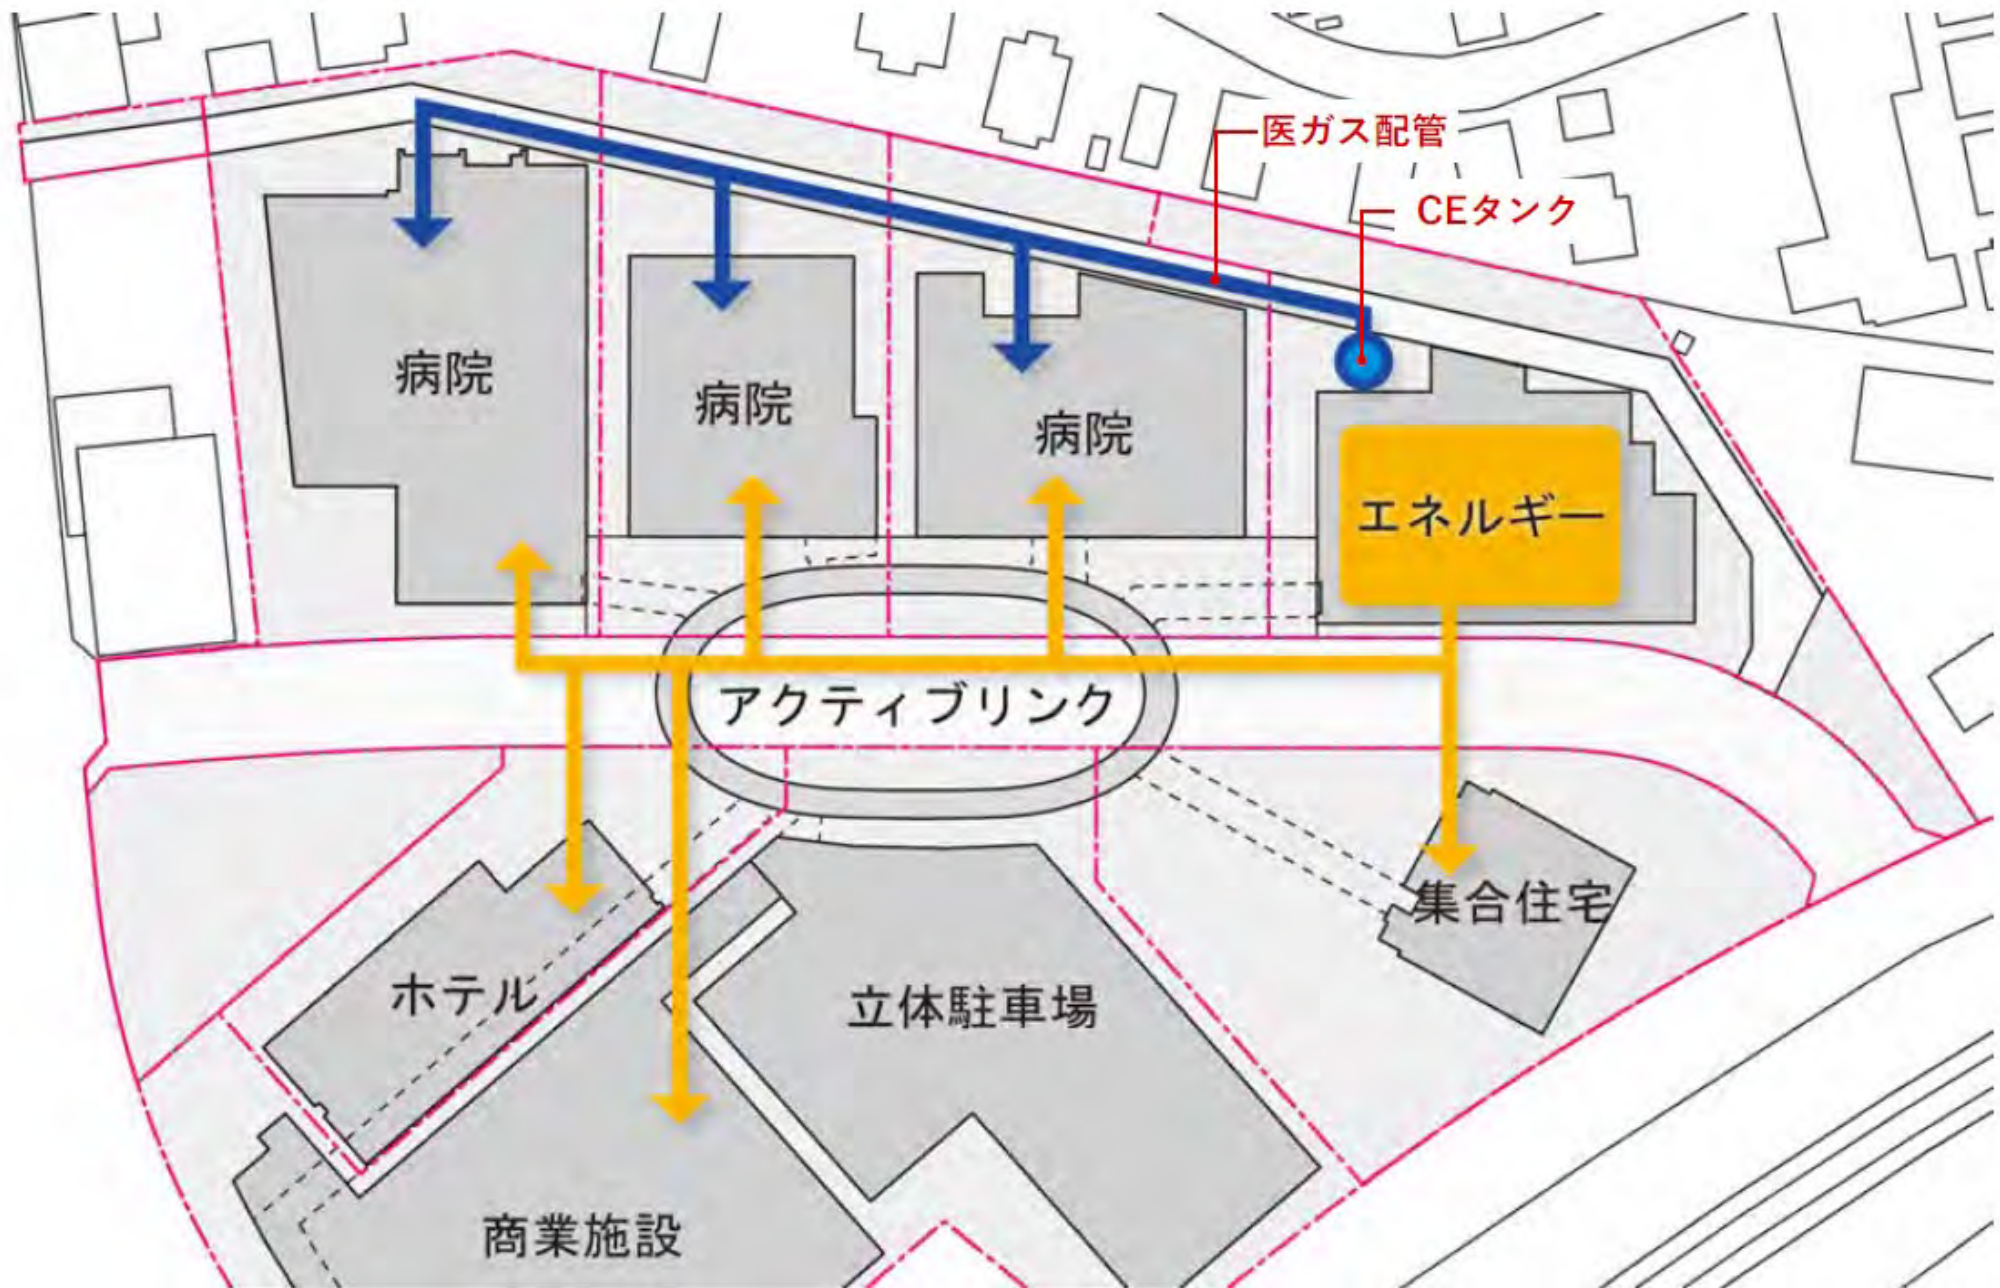 医ガス配管
CEタンク
病院
病院
病院
エネルギー
アクティブリンク
集合住宅
ホテル
立体駐車場
商業施設